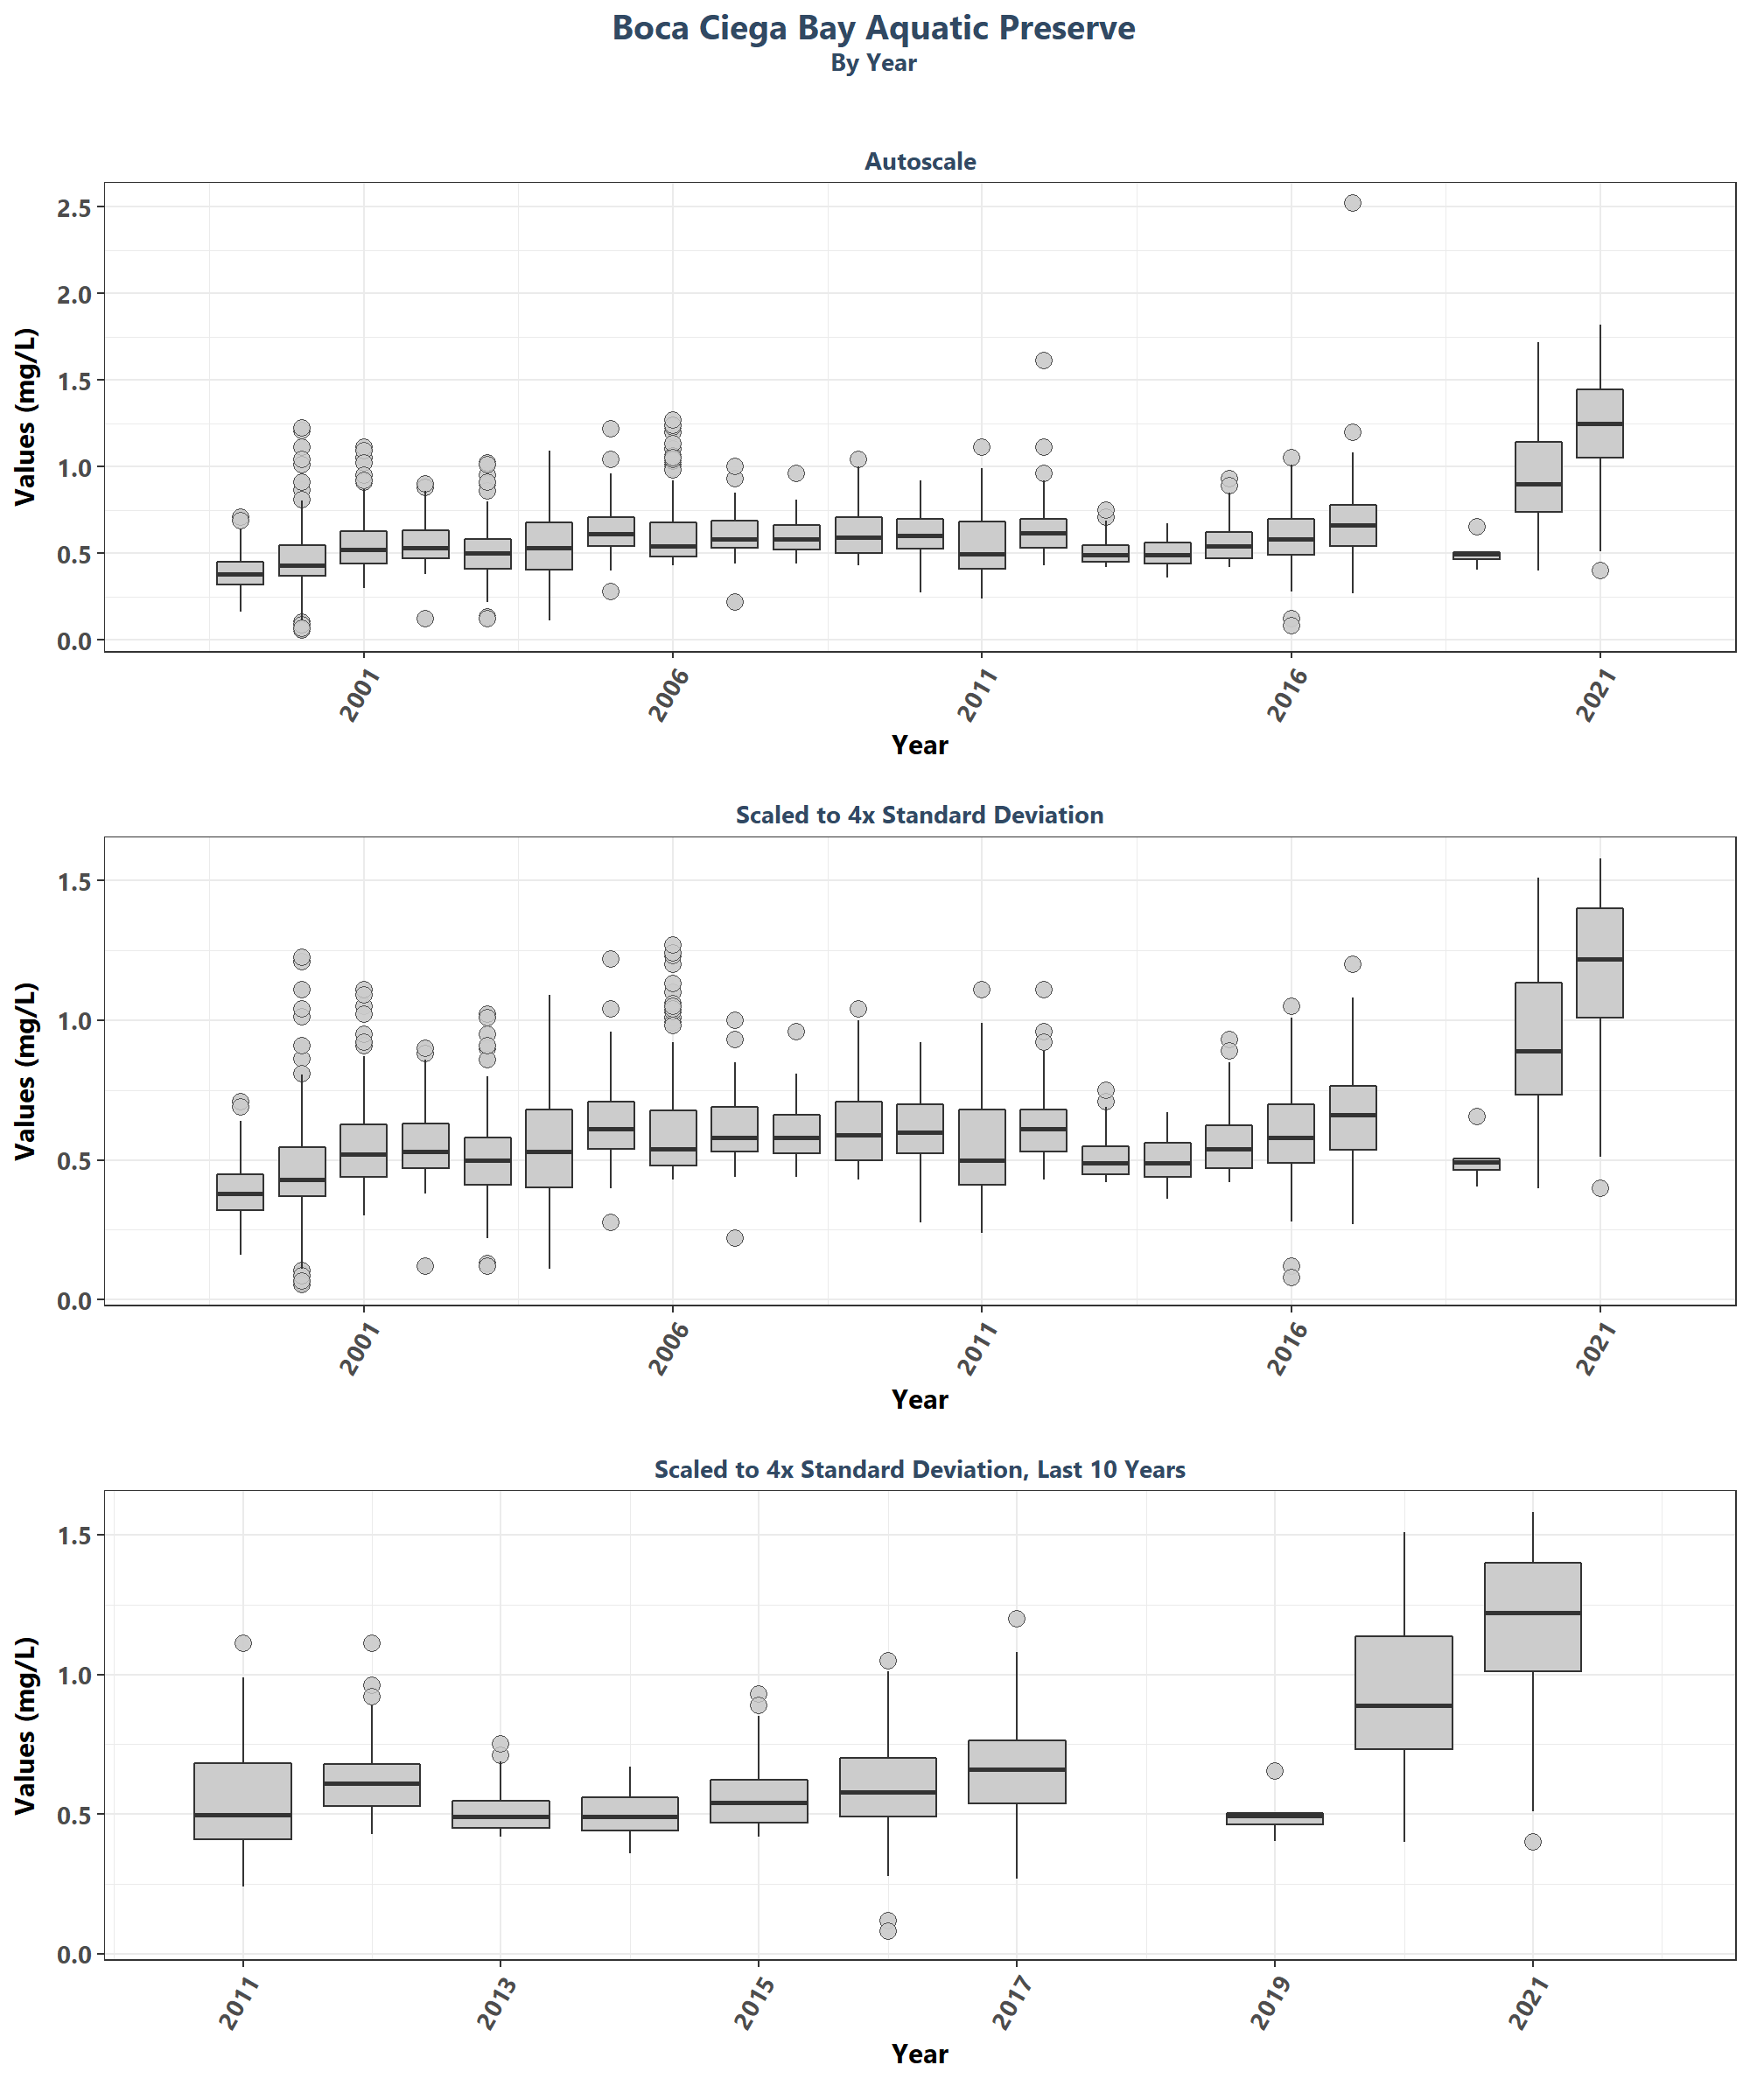 Boca Ciega Bay Aquatic Preserve
By Year
Autoscale
Values (mg/L)
2.5
2.0
1.5
1.0
0.5
0.0
2001
2006
2011
2016
2021
Year
Scaled to 4x Standard Deviation
Values (mg/L)
1.5
1.0
0.5
0.0
2001
2006
2011
2016
2021
Year
Scaled to 4x Standard Deviation, Last 10 Years
Values (mg/L)
1.5
1.0
0.5
0.0
2011
2013
2015
2017
2019
2021
Year